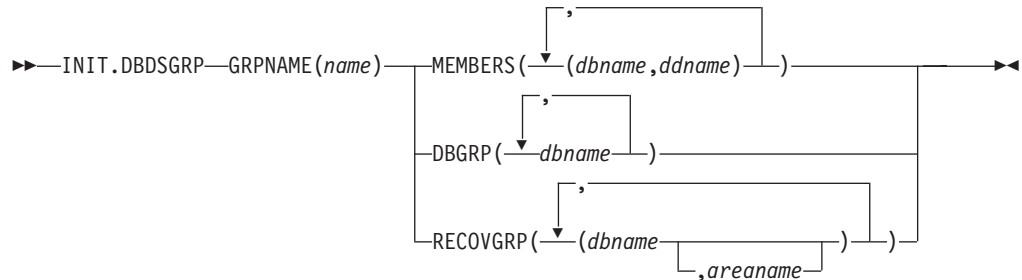 ,
►►—INIT.DBDSGRP—GRPNAME(name)—MEMBERS(—(dbname,ddname)—)—►◄
,
DBGRP(—dbname—)
,
RECOVGRP(—(dbname—)—)
,areaname